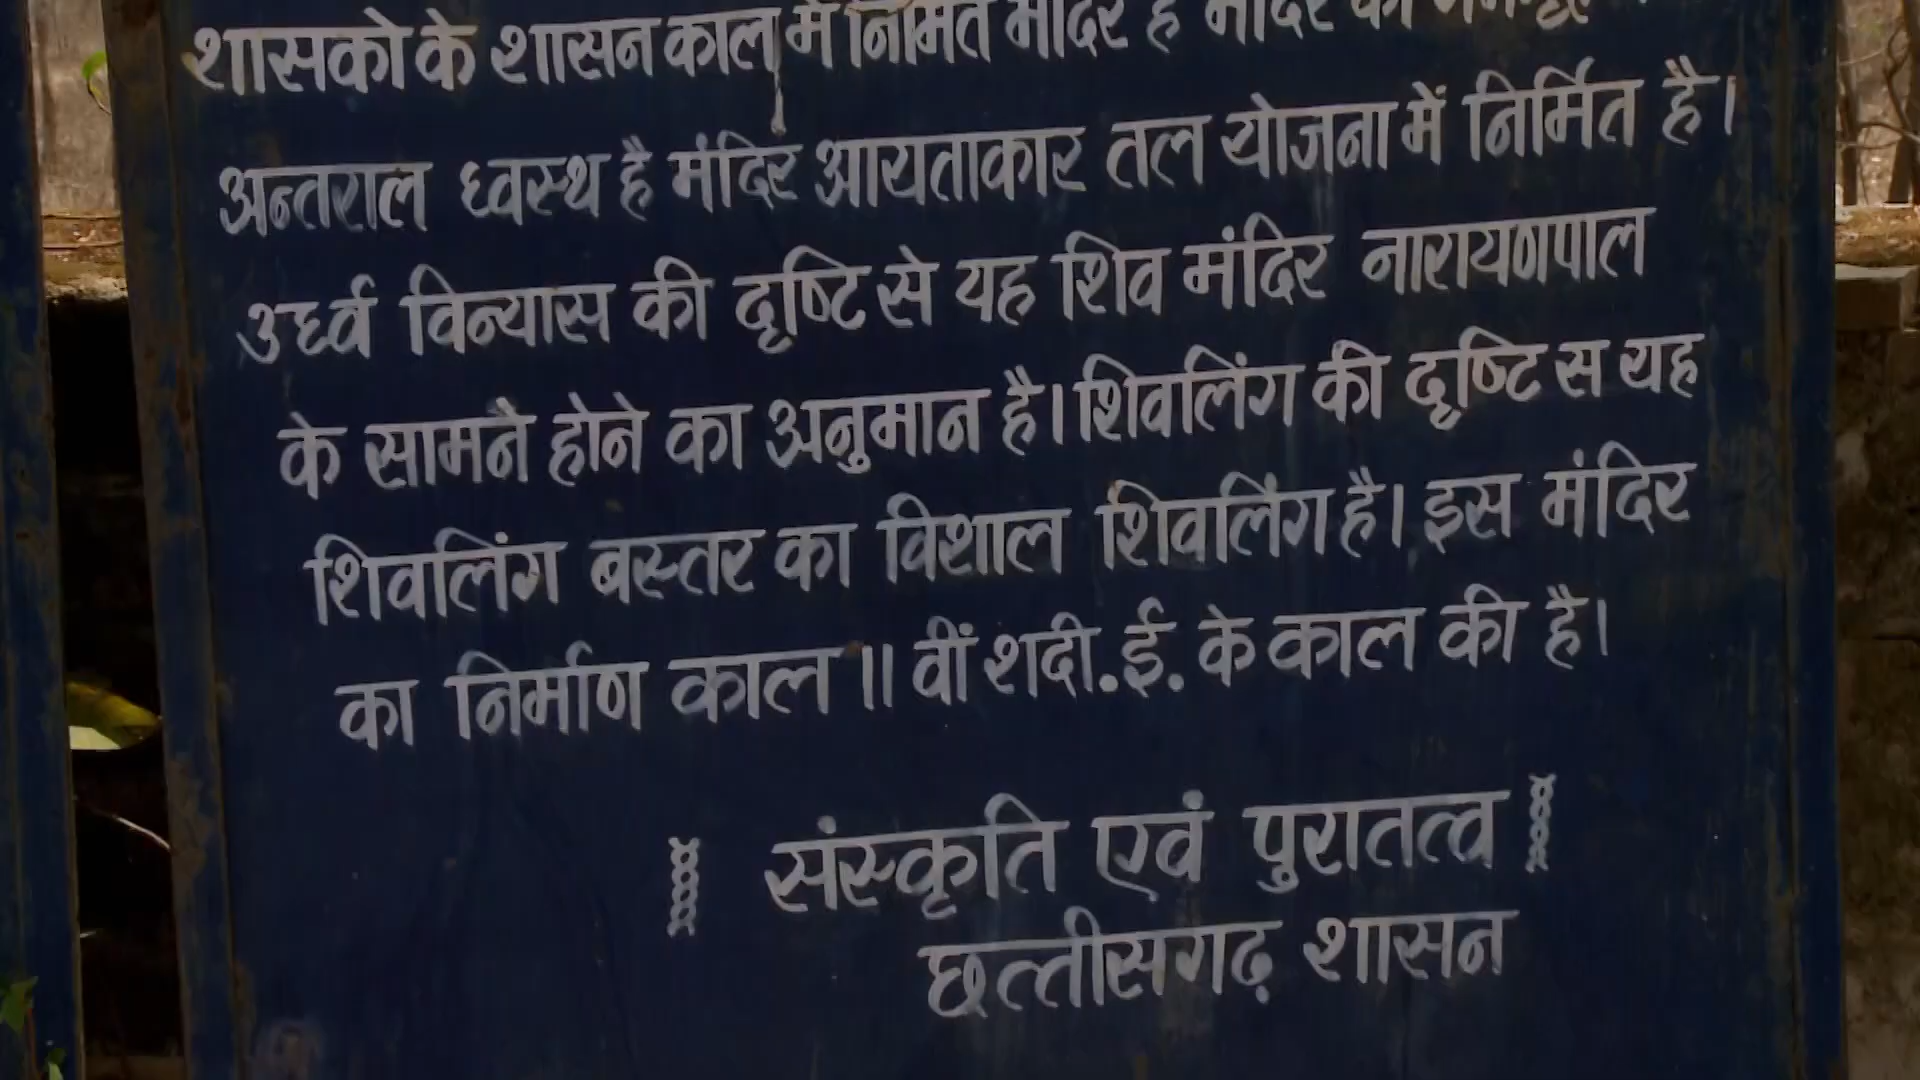 शासको के शासन काल में निर्मित मंदिर है मंदिर का
अन्तराल ध्वस्थ है मंदिर आयताकार तल योजना में निर्मित है।
उर्ध्व विन्यास की दृष्टि से यह शिव मंदिर नारायणपाल
के सामनै होने का अनुमान है। शिवलिंग की दृष्टि स यह
शिवलिंग बस्तर का विशाल शिवलिंग है। इस मंदिर
का निर्माण काल 11 वीं शदी.ई. के काल की है।
संस्कृति एवं पुरातत्व
छत्तीसगढ़ शासन